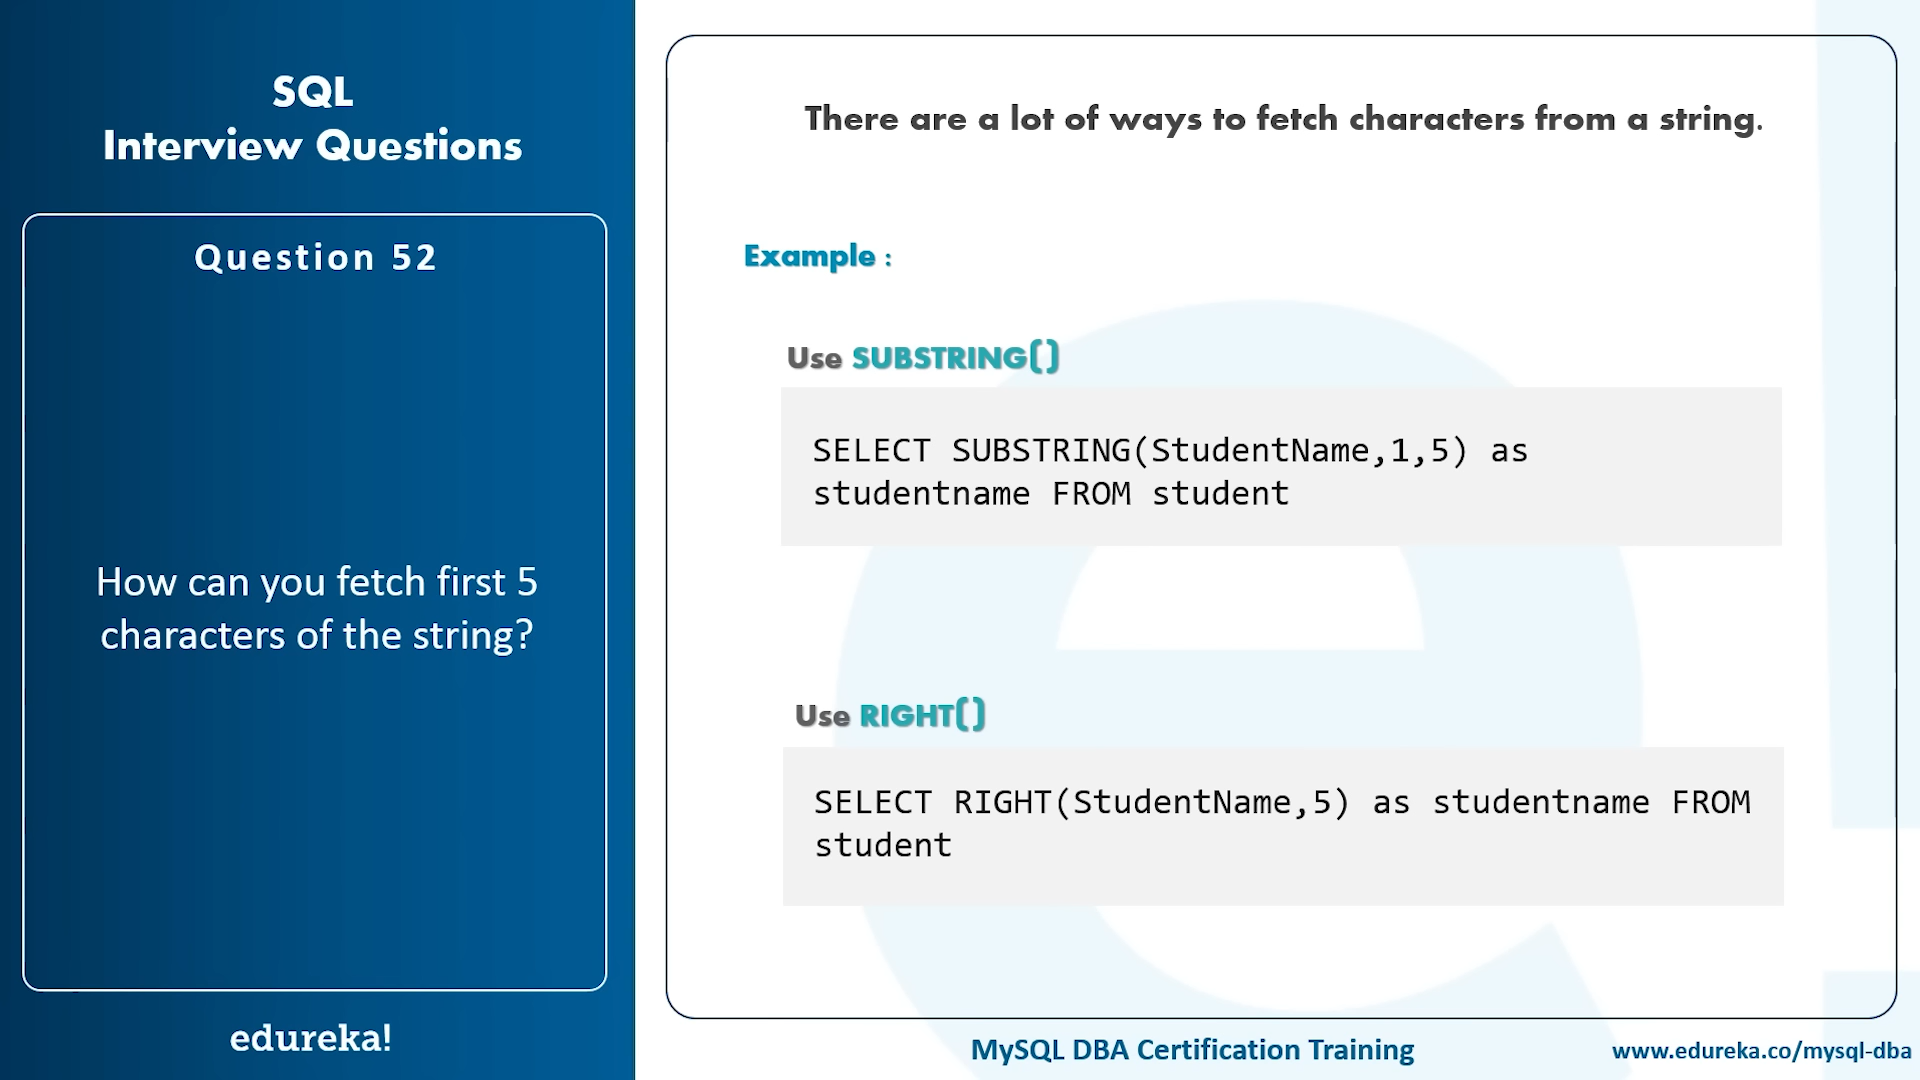 SQL
Interview Questions
Question 52
How can you fetch first 5
characters of the string?
edureka!
There are a lot of ways to fetch characters from a string.
Example :
Use SUBSTRING()
SELECT SUBSTRING(StudentName,1,5) as
studentname FROM student
Use RIGHT()
SELECT RIGHT(StudentName,5) as studentname FROM
student
MySQL DBA Certification Training
www.edureka.co/mysql-dba